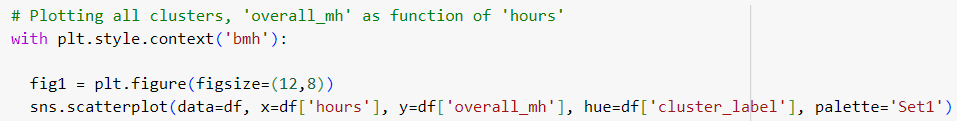 # Plotting all clusters, 'overall_mh' as function of 'hours'
with plt.style.context('bmh'):
fig1 = plt.figure(figsize=(12,8))
sns.scatterplot(data=df, x=df['hours'], y=df['overall_mh'], hue=df['cluster_label'], palette='Set1')